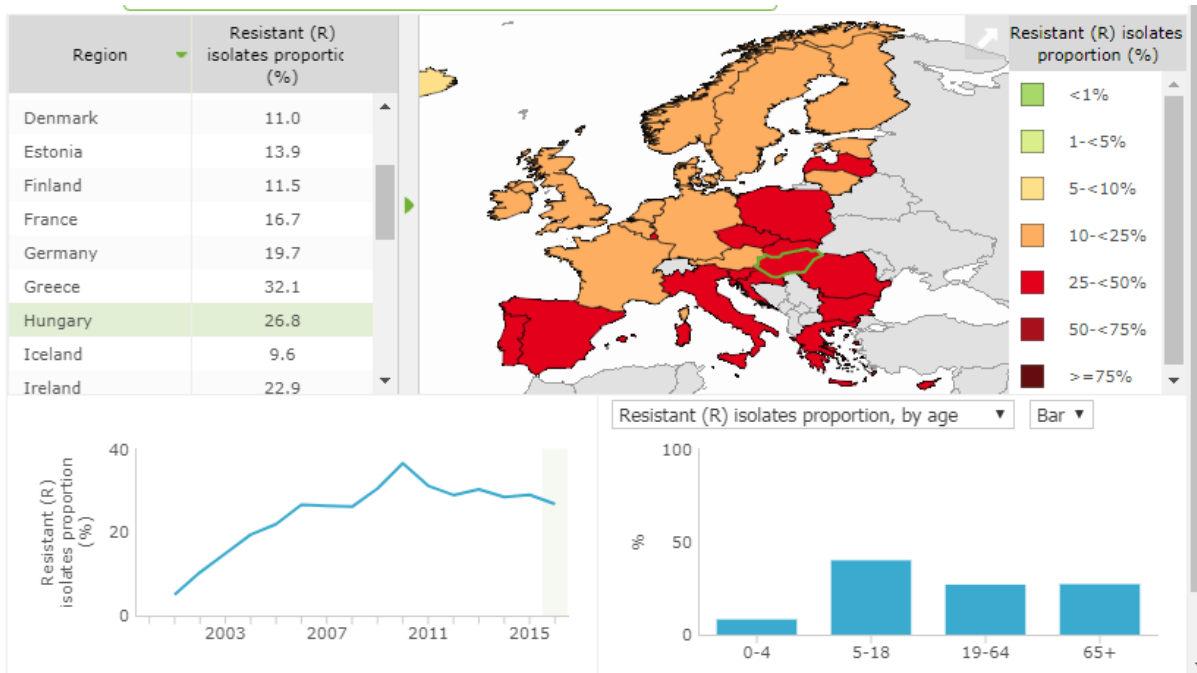 Region
Resistant (R)
isolates proportic
(%)
Denmark 11.0
Estonia 13.9
Finland 11.5
France 16.7
Germany 19.7
Greece 32.1
Hungary 26.8
Iceland 9.6
Ireland 22.9
Resistant (R) isolates
proportion (%)
<1%
1-<5%
5-<10%
10-<25%
25-<50%
50-<75%
>=75%
Resistant (R)
isolates proportion
(%)
40
20
0
2003 2007 2011 2015
Resistant (R) isolates proportion, by age
Bar
%
100
50
0
0-4 5-18 19-64 65+